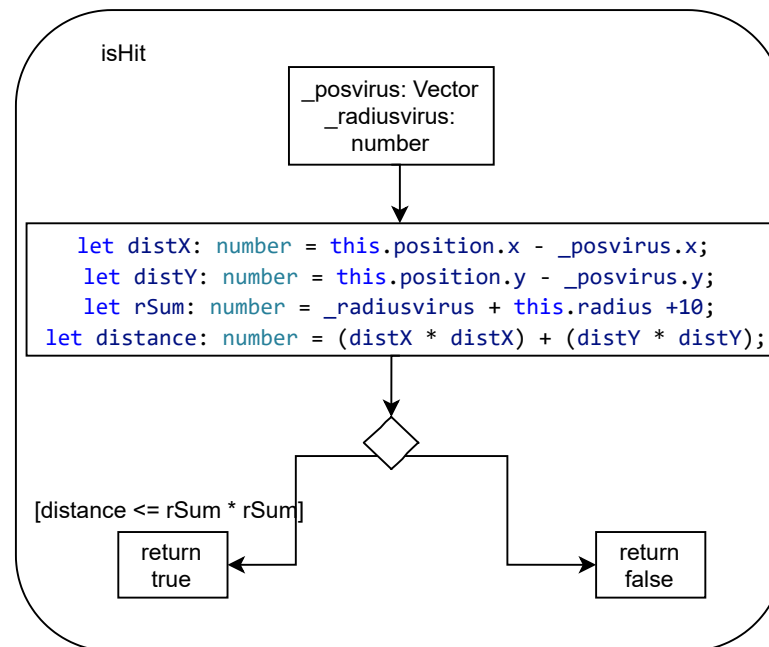 isHit
_posvirus: Vector
_radiusvirus:
number
let distX: number = this.position.x - _posvirus.x;
let distY: number = this.position.y - _posvirus.y;
let rSum: number = _radiusvirus + this.radius +10;
let distance: number = (distX * distX) + (distY * distY);
[distance <= rSum * rSum]
return
true
return
false